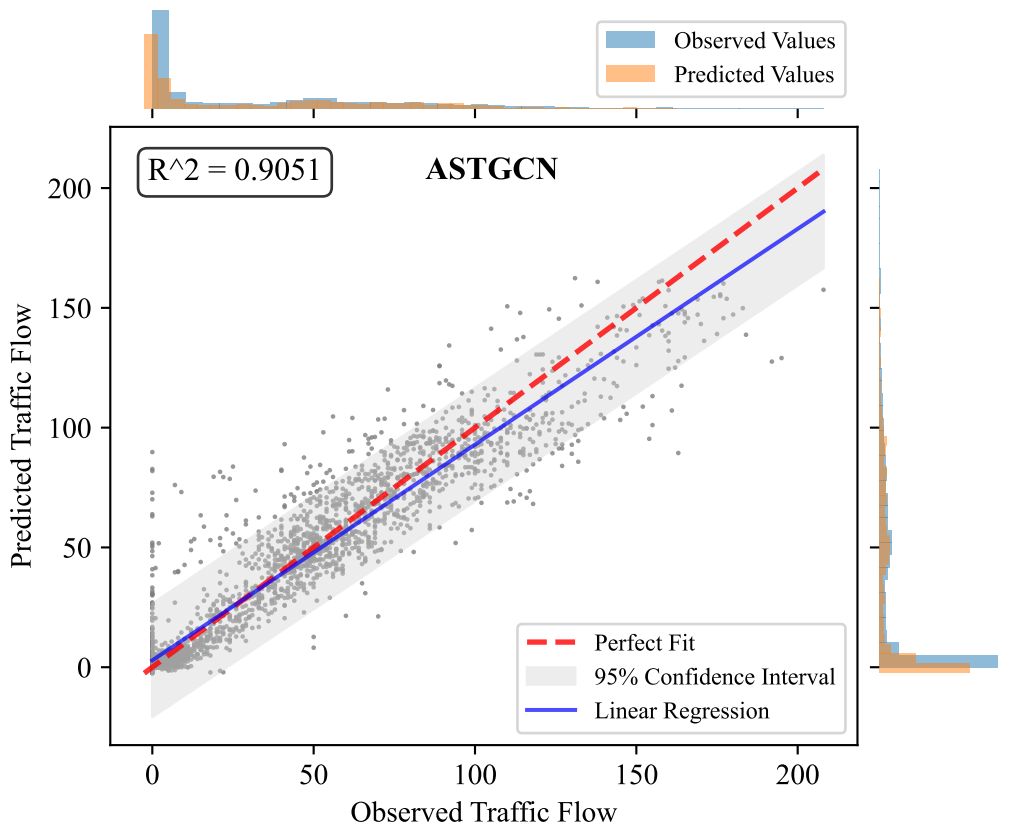 Observed Values
Predicted Values
R^2 = 0.9051
ASTGCN
200
150
100
50
0
Predicted Traffic Flow
Perfect Fit
95% Confidence Interval
Linear Regression
0 50 100 150 200
Observed Traffic Flow